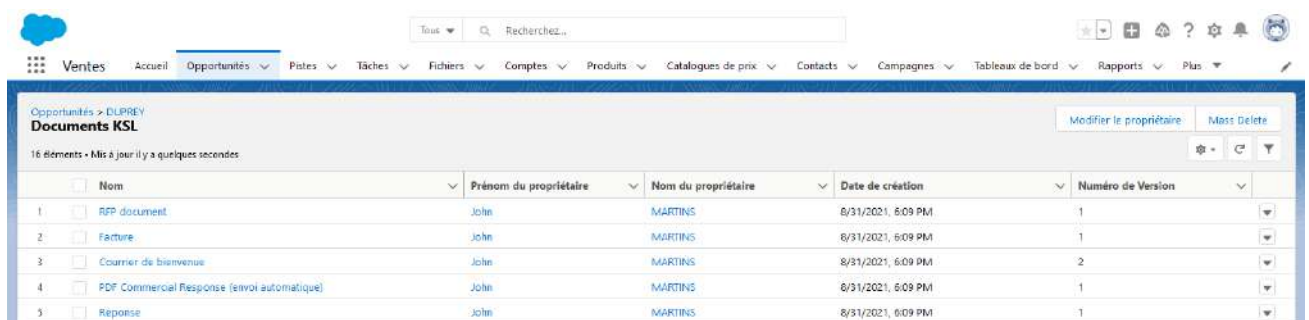 Tous Recherchez...
Ventes Accueil Opportunités Pistes Tâches Fichiers Comptes Produits Catalogues de prix Contacts Campagnes Tableaux de bord Rapports Plus
Opportunités > DUPREY
Documents KSL
Modifier le propriétaire Mass Delete
16 éléments • Mis à jour il y a quelques secondes
Nom Prénom du propriétaire Nom du propriétaire Date de création Numéro de Version
1 RFP document John MARTINS 8/31/2021, 6:09 PM 1
2 Facture John MARTINS 8/31/2021, 6:09 PM 1
3 Courrier de bienvenue John MARTINS 8/31/2021, 6:09 PM 2
4 PDF Commercial Response (envoi automatique) John MARTINS 8/31/2021, 6:09 PM 1
5 Réponse John MARTINS 8/31/2021, 6:09 PM 1